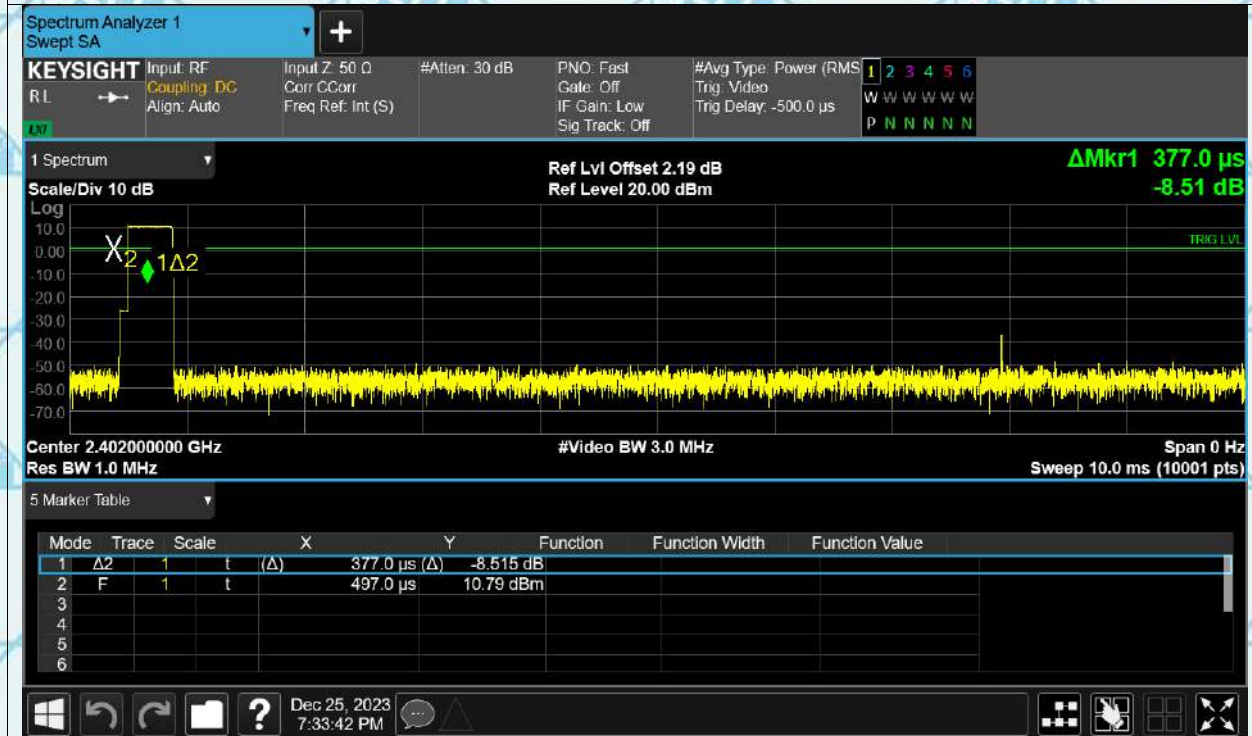 Spectrum Analyzer 1
Swept SA
+
KEYSIGHT
RL
LXI
Input: RF
Coupling: DC
Align: Auto
Input Z: 50 Ω
Corr CCorr
Freq Ref: Int (S)
#Atten: 30 dB
PNO: Fast
Gate: Off
IF Gain: Low
Sig Track: Off
#Avg Type: Power (RMS
Trig: Video
Trig Delay: -500.0 µs
1 2 3 4 5 6
W W W W W W
P N N N N N
1 Spectrum
Scale/Div 10 dB
Ref Lvl Offset 2.19 dB
Ref Level 20.00 dBm
ΔMkr1 377.0 µs
-8.51 dB
Log
10.0
0.00
-10.0
-20.0
-30.0
-40.0
-50.0
-60.0
-70.0
X2
1Δ2
TRIG LVL
Center 2.402000000 GHz
Res BW 1.0 MHz
#Video BW 3.0 MHz
Span 0 Hz
Sweep 10.0 ms (10001 pts)
5 Marker Table
Mode Trace Scale X Y Function Function Width Function Value
1 Δ2 1 t (Δ) 377.0 µs (Δ) -8.515 dB
2 F 1 t 497.0 µs 10.79 dBm
3
4
5
6
?
Dec 25, 2023
7:33:42 PM